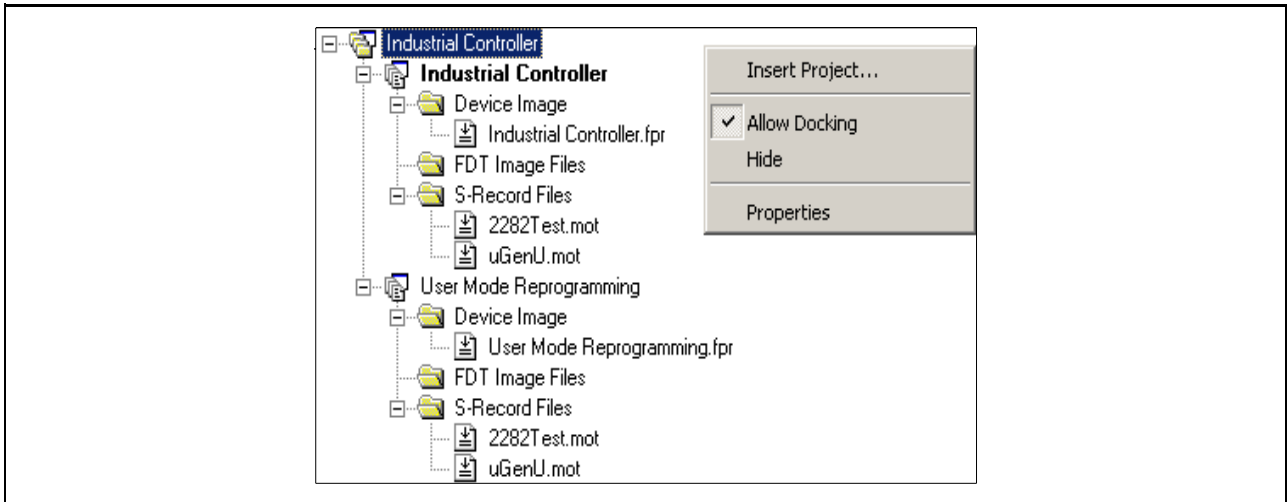 Industrial Controller
Industrial Controller
Device Image
Industrial Controller.fpr
FDT Image Files
S-Record Files
2282Test.mot
uGenU.mot
User Mode Reprogramming
Device Image
User Mode Reprogramming.fpr
FDT Image Files
S-Record Files
2282Test.mot
uGenU.mot
Insert Project...
Allow Docking
Hide
Properties